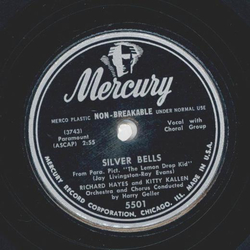 Mercury
MERCO PLASTIC NON-BREAKABLE UNDER NORMAL USE
(3743)
Paramount
(ASCAP) 2:55
Vocal with
Choral Group
SILVER BELLS
From Para. Pict. "The Lemon Drop Kid"
(Jay Livingston-Ray Evans)
RICHARD HAYES and KITTY KALLEN
Orchestra and Chorus Conducted
by Harry Geller
5501
MERCURY RECORD CORPORATION, CHICAGO, ILL. MADE IN U.S.A.